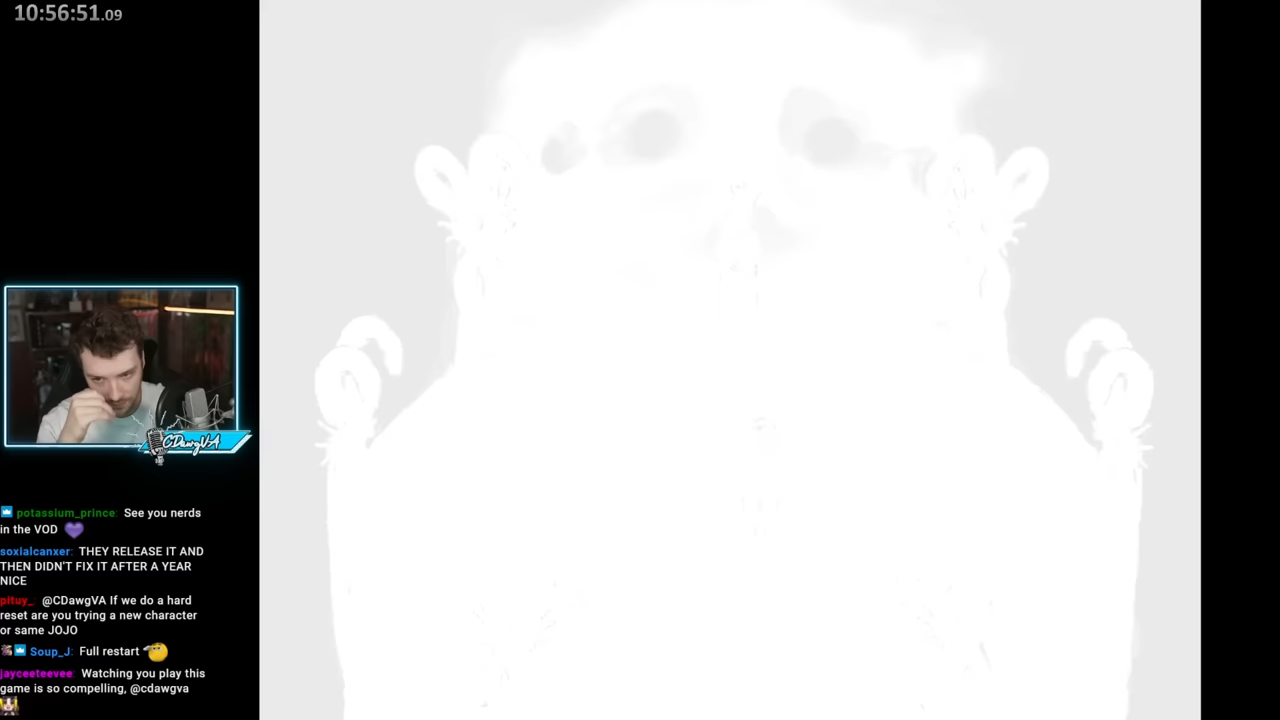 10:56:51.09
CDawgVA
potassium_prince: See you nerds
in the VOD
soxialcanxer: THEY RELEASE IT AND
THEN DIDN'T FIX IT AFTER A YEAR
NICE
pituy_: @CDawgVA If we do a hard
reset are you trying a new character
or same JOJO
Soup_J: Full restart
jayceeteevee: Watching you play this
game is so compelling, @cdawgva